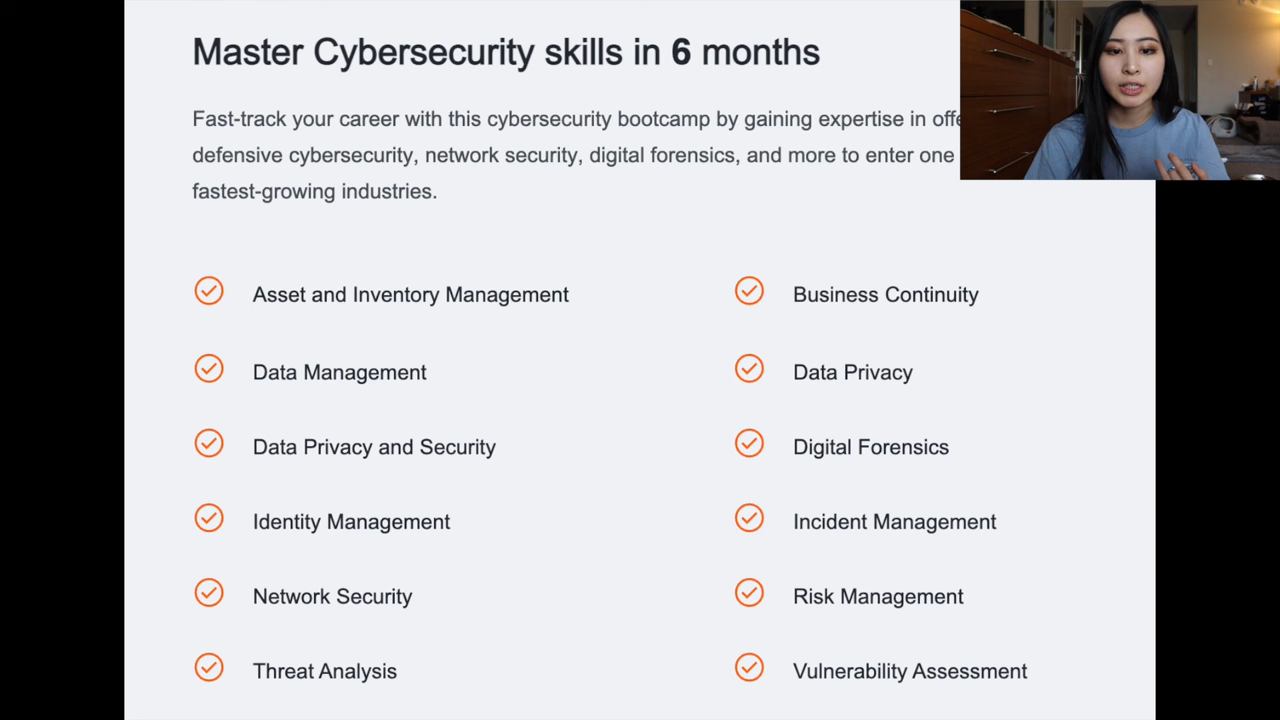 Master Cybersecurity skills in 6 months
Fast-track your career with this cybersecurity bootcamp by gaining expertise in
defensive cybersecurity, network security, digital forensics, and more to enter one
fastest-growing industries.
Asset and Inventory Management
Business Continuity
Data Management
Data Privacy
Data Privacy and Security
Digital Forensics
Identity Management
Incident Management
Network Security
Risk Management
Threat Analysis
Vulnerability Assessment